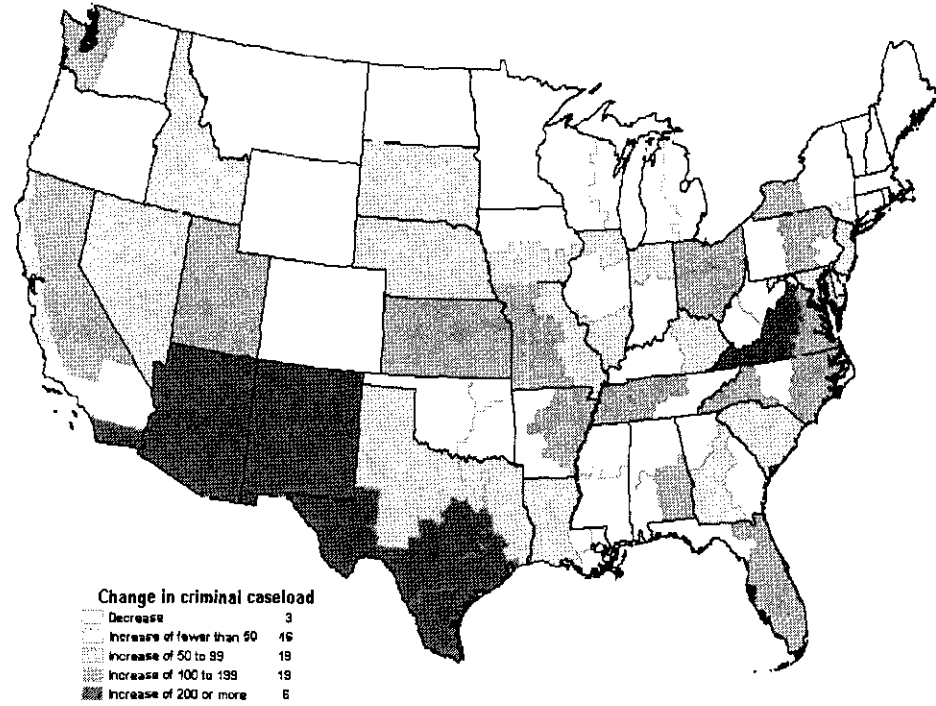 Change in criminal caseload
Decrease 3
Increase of fewer than 50 46
Increase of 50 to 99 19
Increase of 100 to 199 19
Increase of 200 or more 6